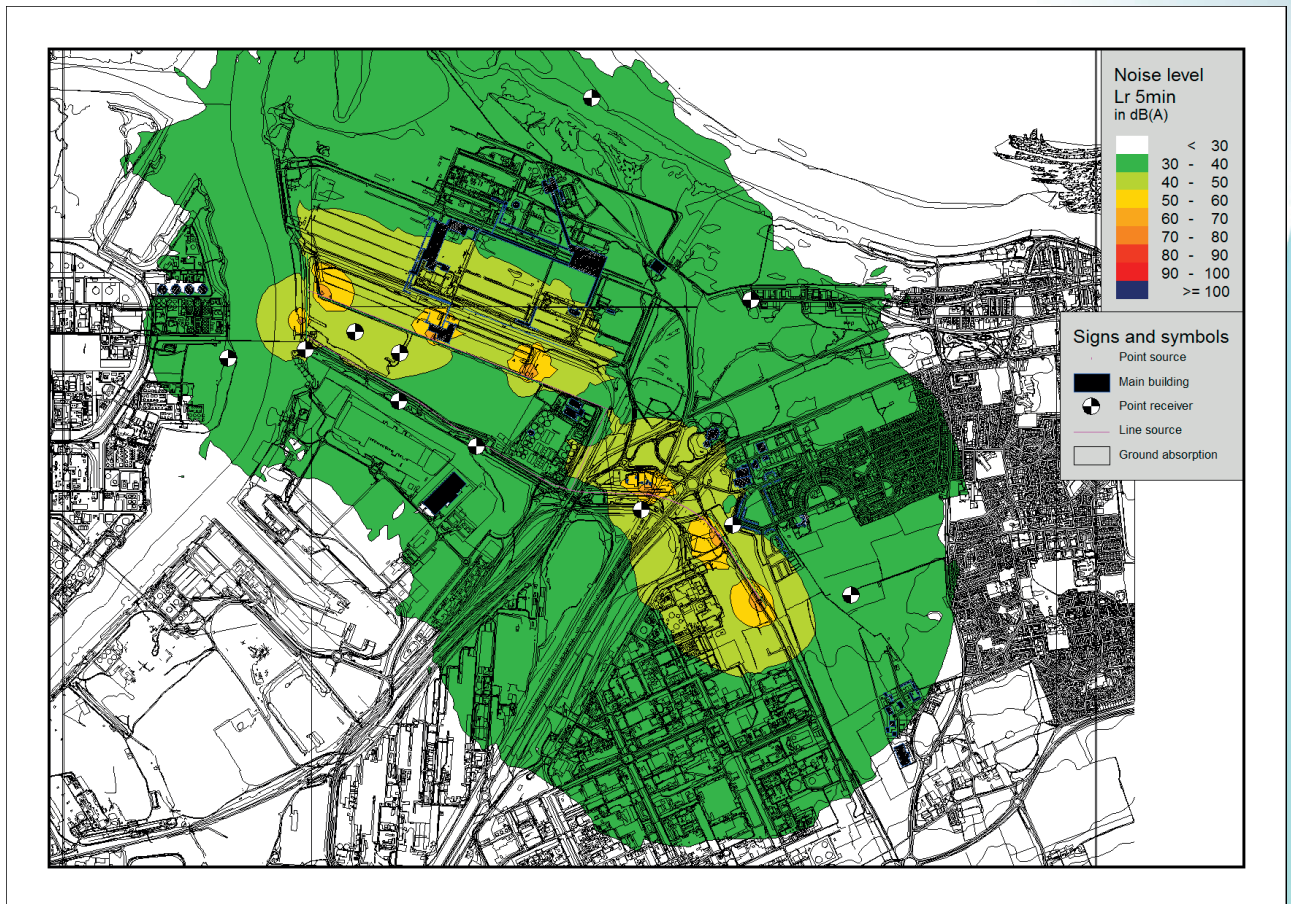 Noise level
Lr 5min
in dB(A)
< 30
30 - 40
40 - 50
50 - 60
60 - 70
70 - 80
80 - 90
90 - 100
>= 100
Signs and symbols
Point source
Main building
Point receiver
Line source
Ground absorption